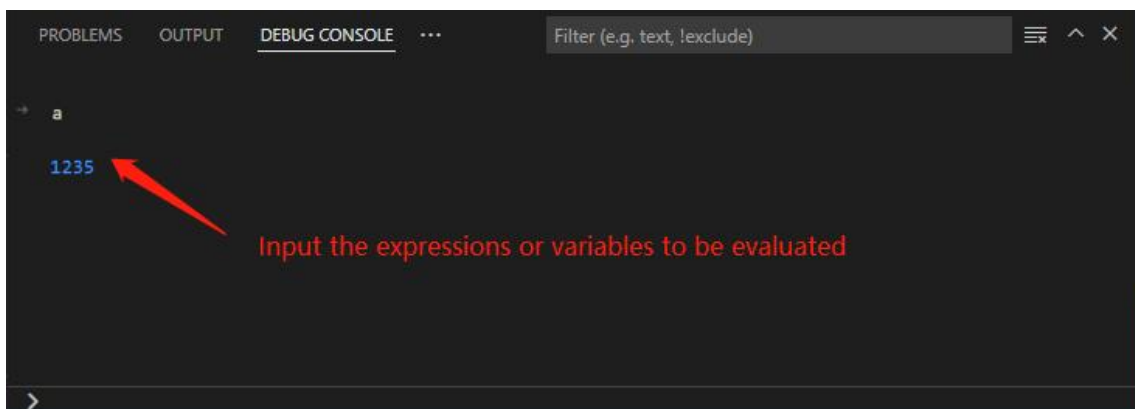 PROBLEMS OUTPUT DEBUG CONSOLE ··· Filter (e.g. text, !exclude)
a
1235
Input the expressions or variables to be evaluated